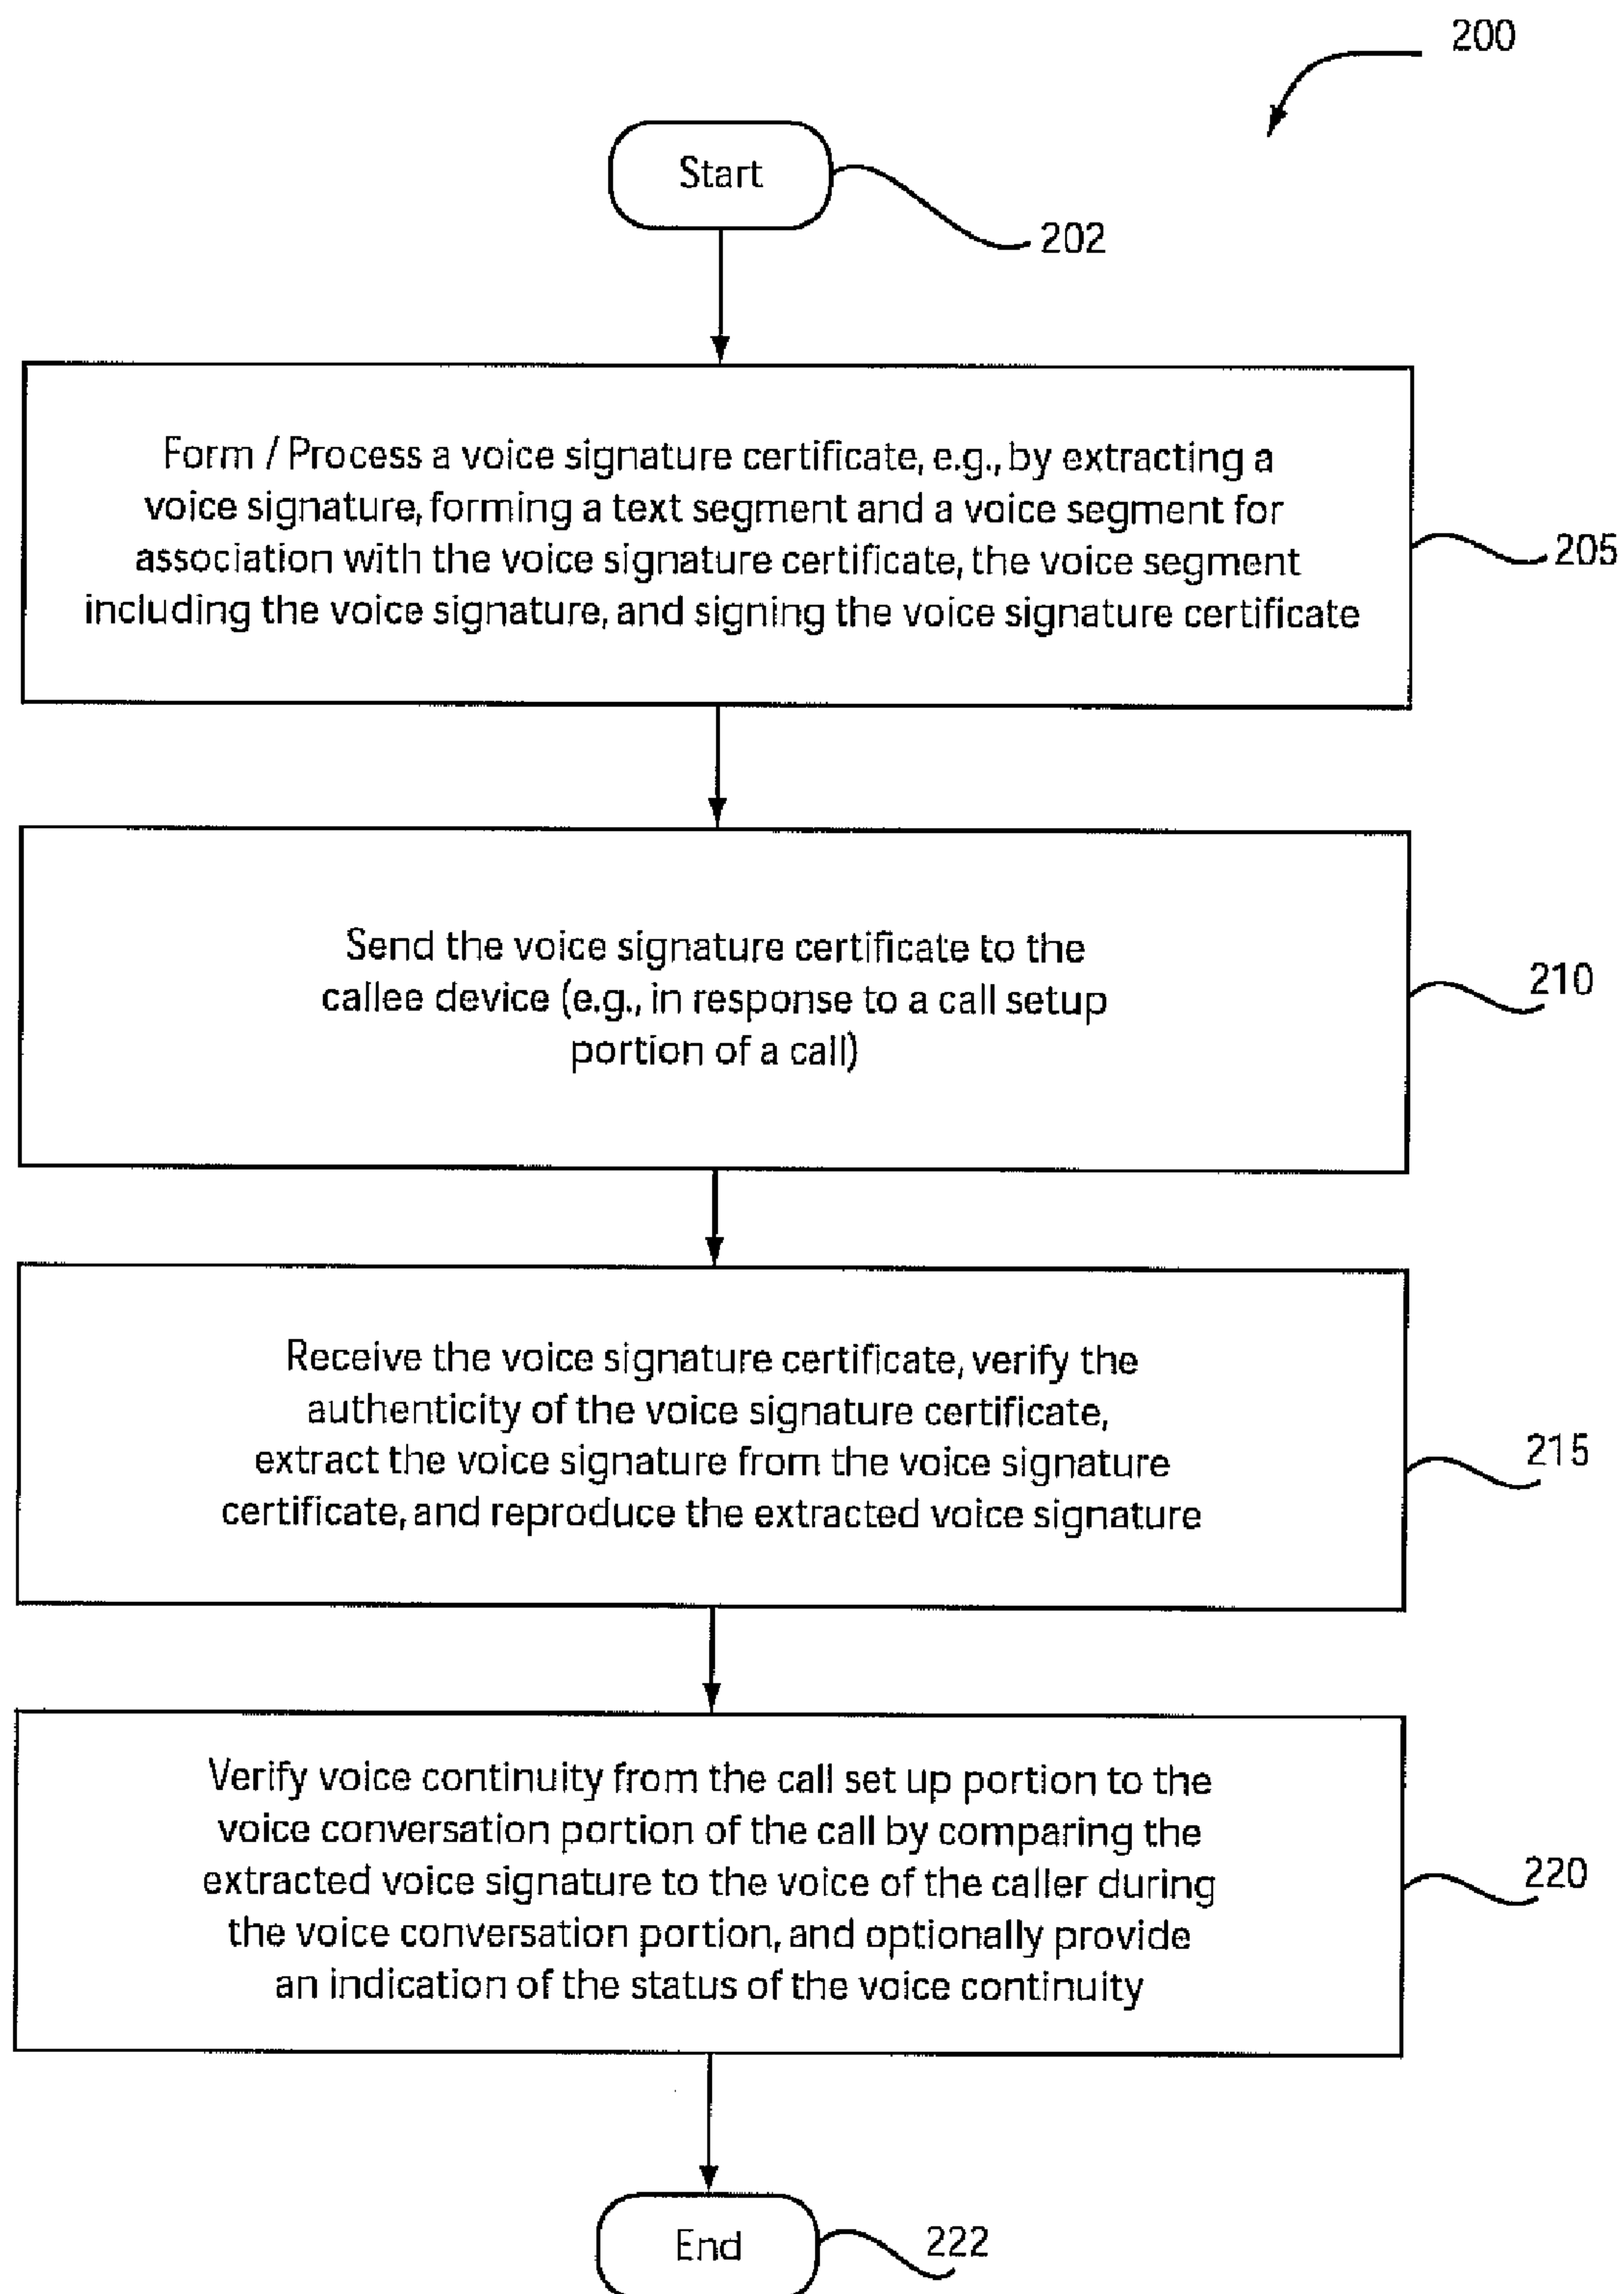 200
Start
202
Form / Process a voice signature certificate, e.g., by extracting a
voice signature, forming a text segment and a voice segment for
association with the voice signature certificate, the voice segment
including the voice signature, and signing the voice signature certificate
205
Send the voice signature certificate to the
callee device (e.g., in response to a call setup
portion of a call)
210
Receive the voice signature certificate, verify the
authenticity of the voice signature certificate,
extract the voice signature from the voice signature
certificate, and reproduce the extracted voice signature
215
Verify voice continuity from the call set up portion to the
voice conversation portion of the call by comparing the
extracted voice signature to the voice of the caller during
the voice conversation portion, and optionally provide
an indication of the status of the voice continuity
220
End
222